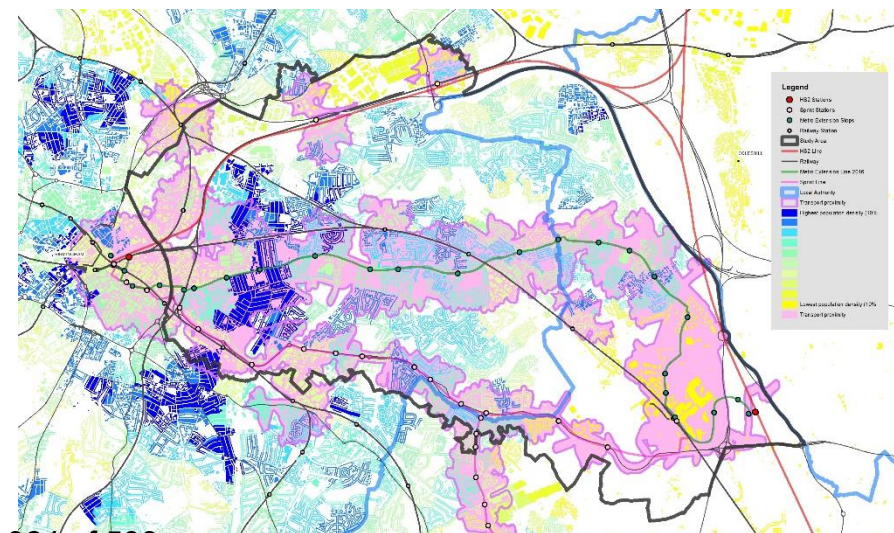 Legend
HS2 Stations
Sprint Stations
Metro Extension Stops
Railway Station
Study Area
HS2 Line
Railway
Metro Extension Line 2016
Sprint Line
Local Authority
Transport proximity
Highest population density (10%
Lowest population density (10%
Transport proximity